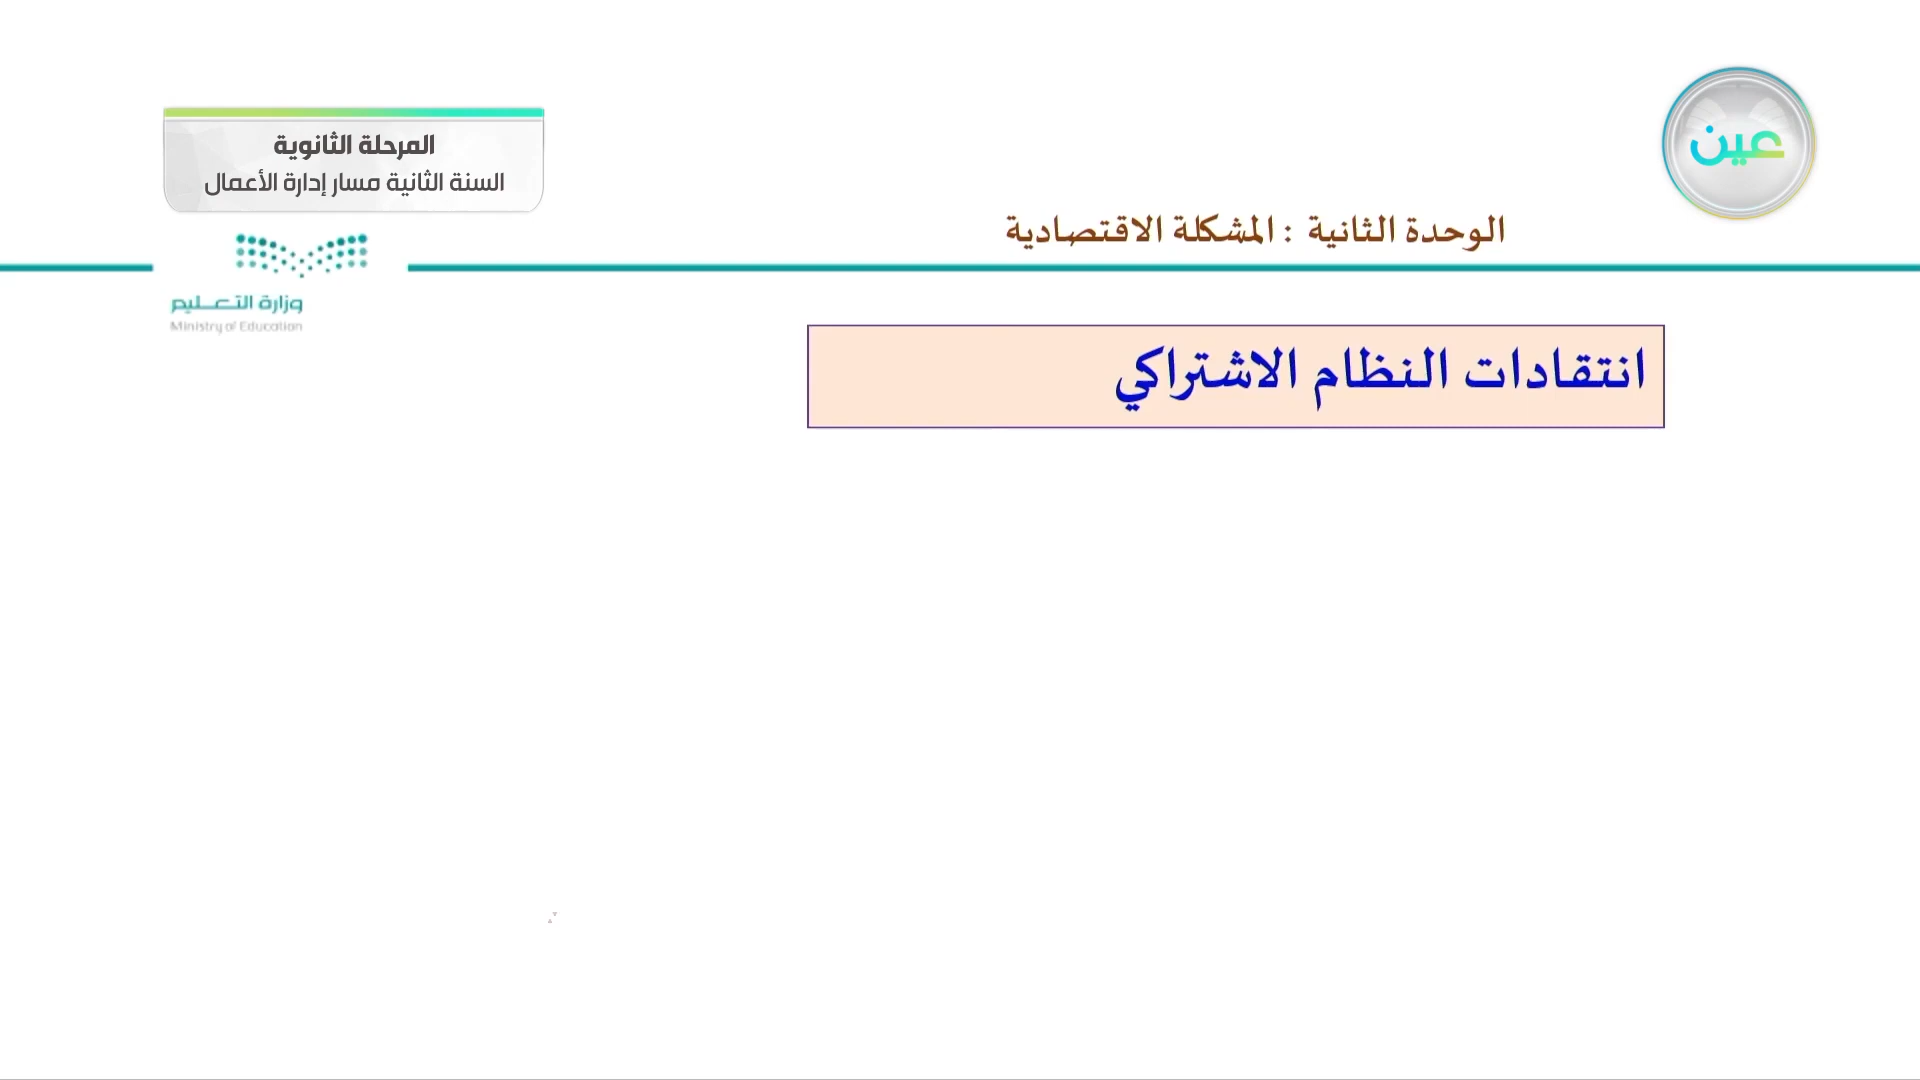 عين
المرحلة الثانوية
السنة الثانية مسار إدارة الأعمال
الوحدة الثانية : المشكلة الاقتصادية
وزارة التعليم
Ministry of Education
انتقادات النظام الاشتراكي